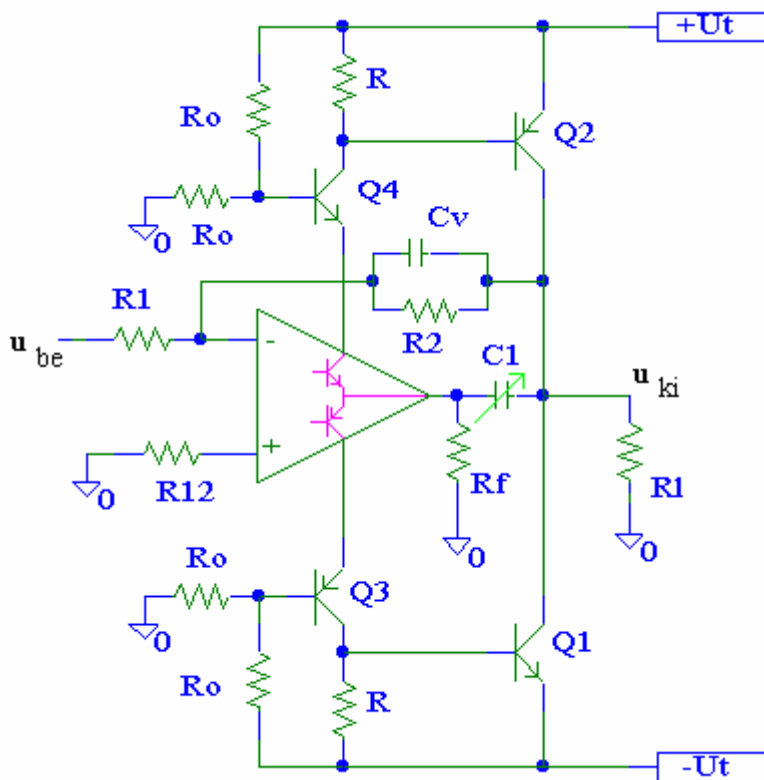 +Ut
R
Ro
Q2
Q4
0
Ro
Cv
R1
R2
C1
u be
-
u ki
+
0
R12
Rf
Rl
0
0
Ro
Q3
0
Q1
Ro
R
-Ut